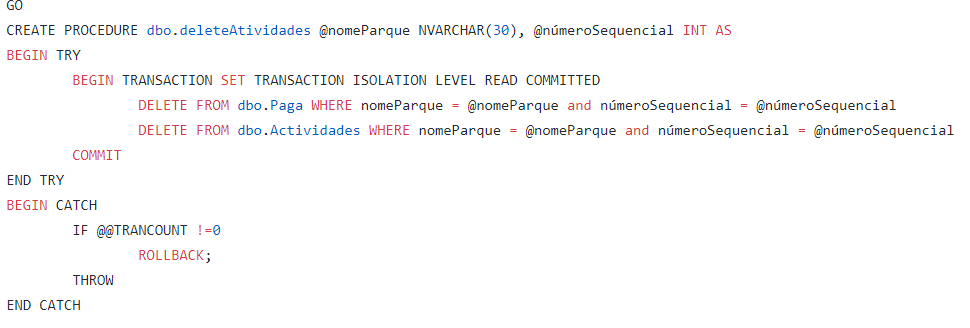 GO
CREATE PROCEDURE dbo.deleteAtividades @nomeParque NVARCHAR(30), @númeroSequencial INT AS
BEGIN TRY
BEGIN TRANSACTION SET TRANSACTION ISOLATION LEVEL READ COMMITTED
DELETE FROM dbo.Paga WHERE nomeParque = @nomeParque and númeroSequencial = @númeroSequencial
DELETE FROM dbo.Actividades WHERE nomeParque = @nomeParque and númeroSequencial = @númeroSequencial
COMMIT
END TRY
BEGIN CATCH
IF @@TRANCOUNT !=0
ROLLBACK;
THROW
END CATCH